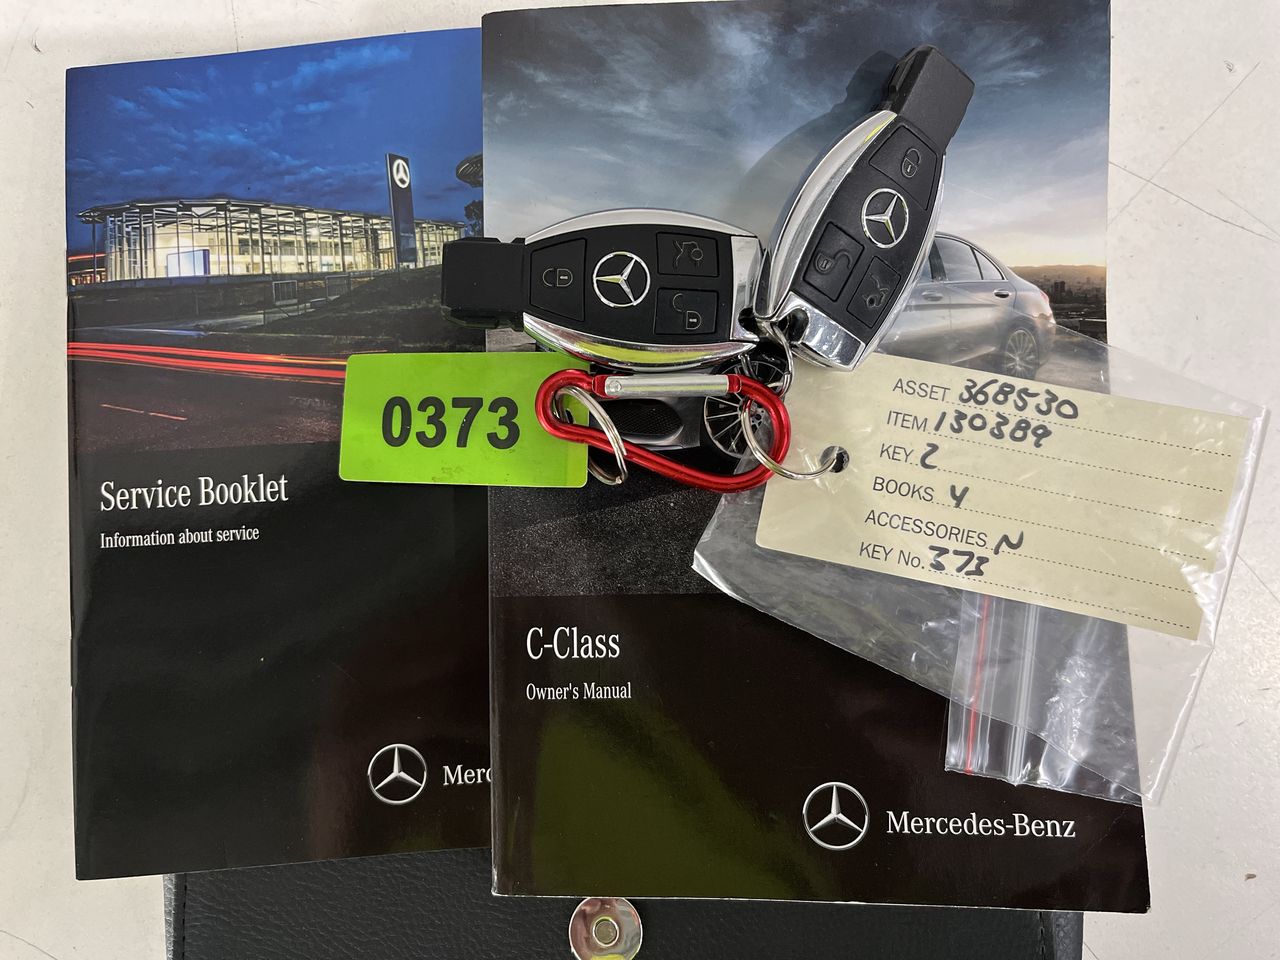 Service Booklet
Information about service
Merc
0373
C-Class
Owner's Manual
Mercedes-Benz
ASSET 368530
ITEM 130389
KEY 2
BOOKS Y
ACCESSORIES N
KEY No. 373